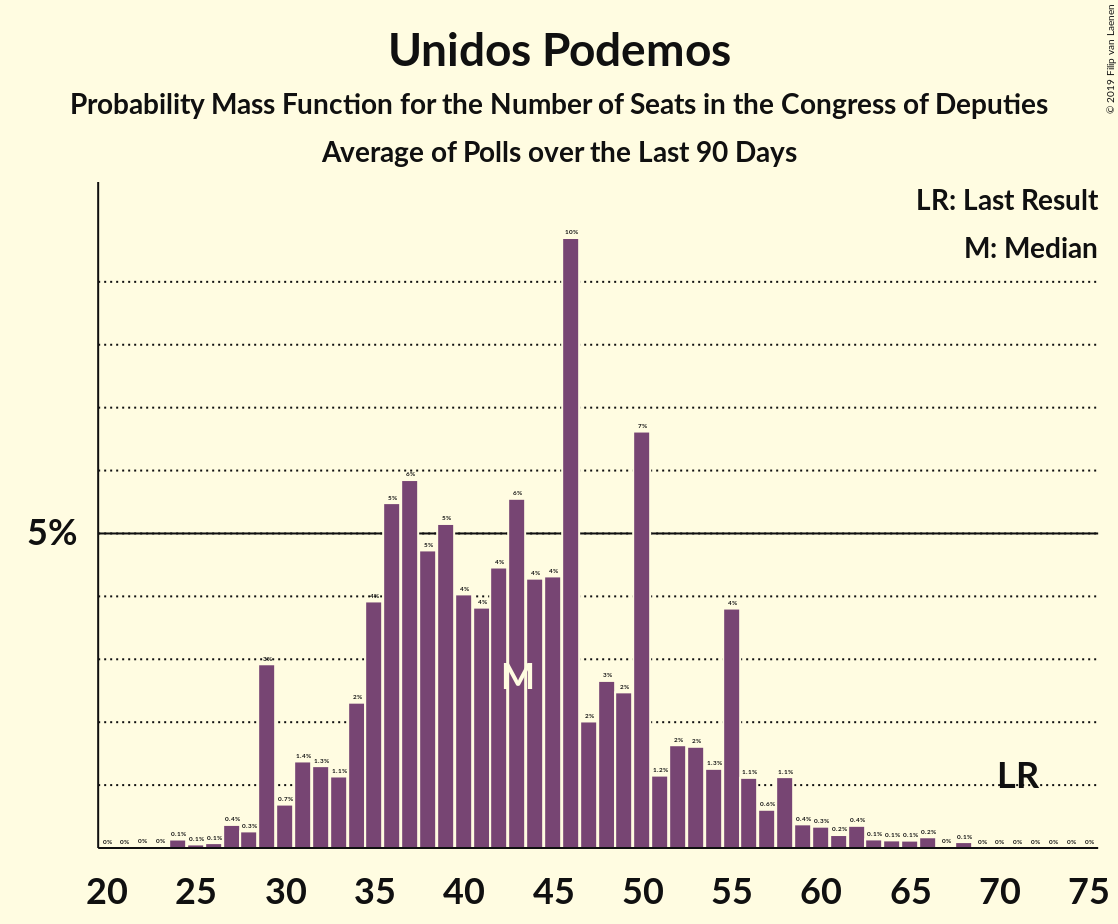 Unidos Podemos
Probability Mass Function for the Number of Seats in the Congress of Deputies
Average of Polls over the Last 90 Days
© 2019 Filip van Laenen
LR: Last Result
M: Median
5%
0% 0% 0% 0% 0.1% 0.1% 0.1% 0.4% 0.3% 3% 0.7% 1.4% 1.3% 1.1% 2% 4% 5% 6% 5% 5% 4% 4% 4% 6% 4% 4% 10% 2% 3% 2% 7% 1.2% 2% 2% 1.3% 4% 1.1% 0.6% 1.1% 0.4% 0.3% 0.2% 0.4% 0.1% 0.1% 0.1% 0.2% 0% 0.1% 0% 0% 0% 0% 0% 0% 0%
M
LR
20 25 30 35 40 45 50 55 60 65 70 75